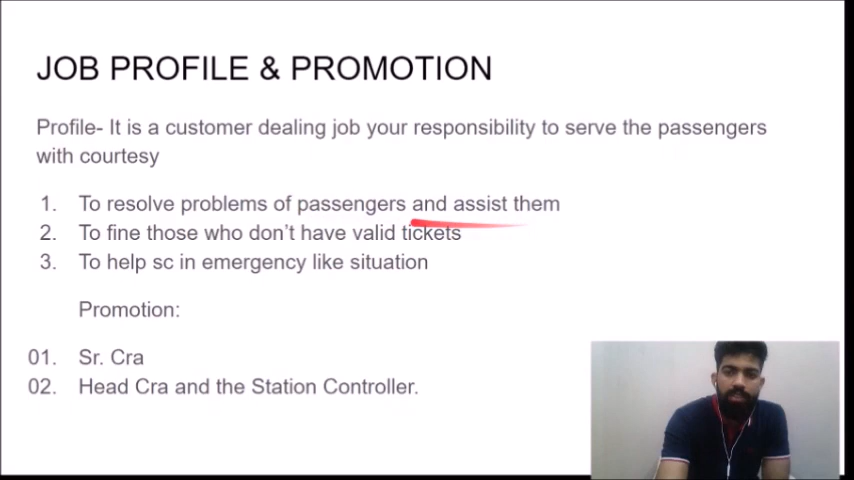 JOB PROFILE & PROMOTION
Profile- It is a customer dealing job your responsibility to serve the passengers
with courtesy
1. To resolve problems of passengers and assist them
2. To fine those who don't have valid tickets
3. To help sc in emergency like situation
Promotion:
01. Sr. Cra
02. Head Cra and the Station Controller.